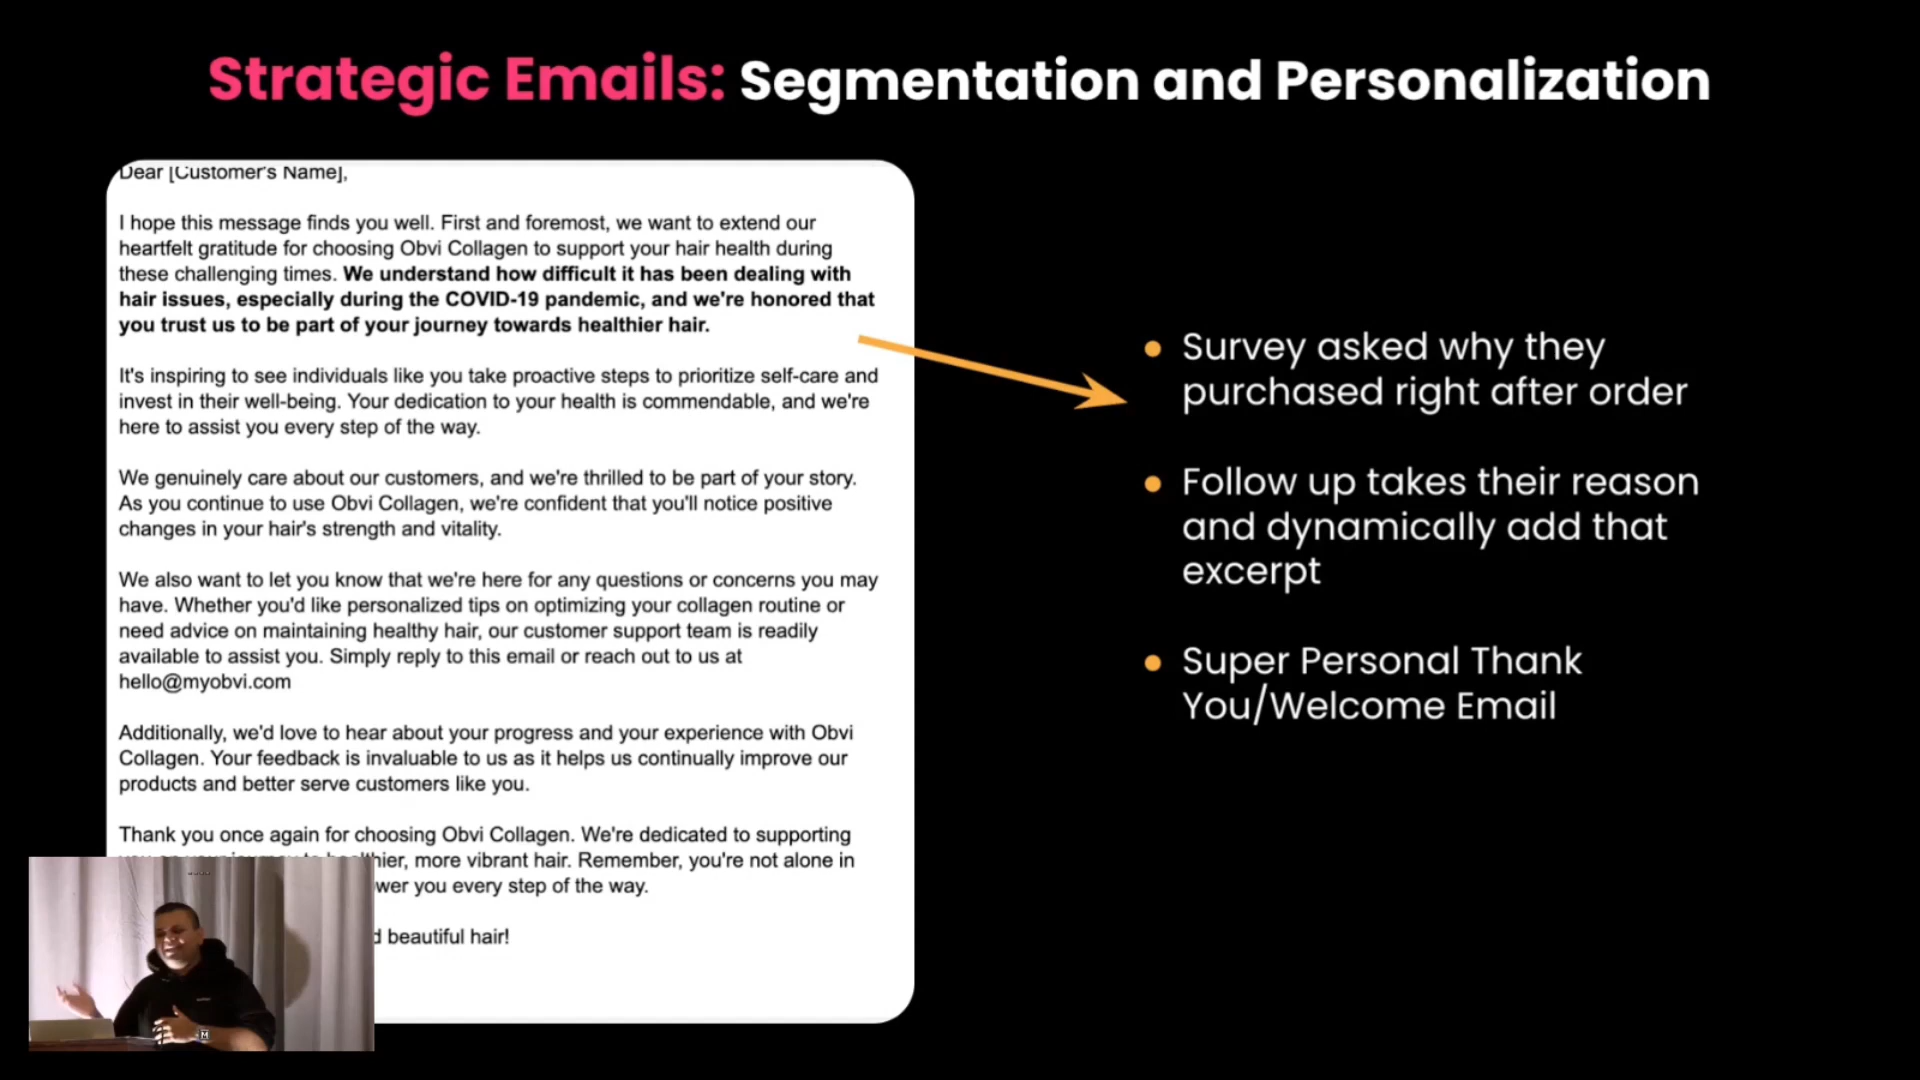 Strategic Emails: Segmentation and Personalization
Dear [Customer's Name],
I hope this message finds you well. First and foremost, we want to extend our
heartfelt gratitude for choosing Obvi Collagen to support your hair health during
these challenging times. We understand how difficult it has been dealing with
hair issues, especially during the COVID-19 pandemic, and we're honored that
you trust us to be part of your journey towards healthier hair.
It's inspiring to see individuals like you take proactive steps to prioritize self-care and
invest in their well-being. Your dedication to your health is commendable, and we're
here to assist you every step of the way.
We genuinely care about our customers, and we're thrilled to be part of your story.
As you continue to use Obvi Collagen, we're confident that you'll notice positive
changes in your hair's strength and vitality.
We also want to let you know that we're here for any questions or concerns you may
have. Whether you'd like personalized tips on optimizing your collagen routine or
need advice on maintaining healthy hair, our customer support team is readily
available to assist you. Simply reply to this email or reach out to us at
hello@myobvi.com
Additionally, we'd love to hear about your progress and your experience with Obvi
Collagen. Your feedback is invaluable to us as it helps us continually improve our
products and better serve customers like you.
Thank you once again for choosing Obvi Collagen. We're dedicated to supporting
more vibrant hair. Remember, you're not alone in
you every step of the way.
beautiful hair!
Survey asked why they
purchased right after order
Follow up takes their reason
and dynamically add that
excerpt
Super Personal Thank
You/Welcome Email